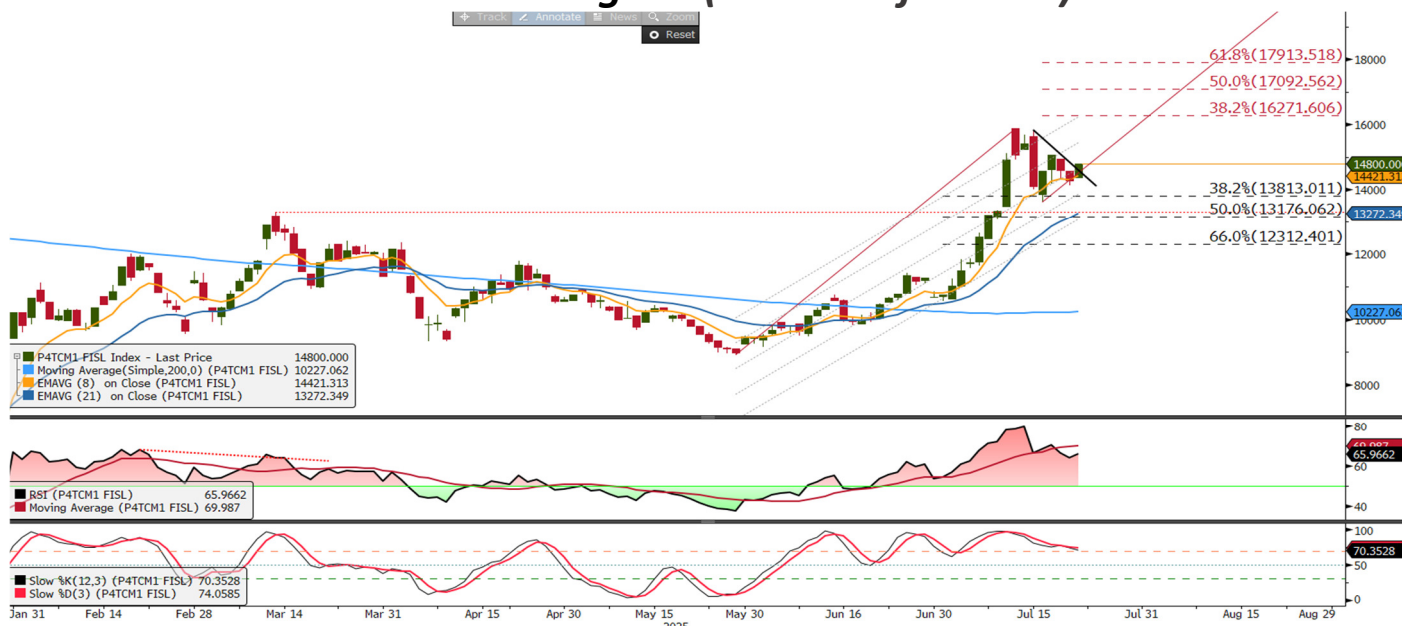 Track Annotate News Zoom
Reset
61.8%(17913.518)
50.0%(17092.562)
38.2%(16271.606)
38.2%(13813.011)
50.0%(13176.062)
66.0%(12312.401)
18000
16000
14800.000
14421.313
14000
13272.349
12000
10227.062
10000
8000
P4TCM1 FISL Index - Last Price 14800.000
Moving Average(Simple,200,0) (P4TCM1 FISL) 10227.062
EMAVG (8) on Close (P4TCM1 FISL) 14421.313
EMAVG (21) on Close (P4TCM1 FISL) 13272.349
80
69.987
65.9662
60
40
RSI (P4TCM1 FISL) 65.9662
Moving Average (P4TCM1 FISL) 69.987
100
70.3528
50
0
Slow %K(12,3) (P4TCM1 FISL) 70.3528
Slow %D(3) (P4TCM1 FISL) 74.0585
Jan 31 Feb 14 Feb 28 Mar 14 Mar 31 Apr 15 Apr 30 May 15 May 30 Jun 16 Jun 30 Jul 15 Jul 31 Aug 15 Aug 29
2025